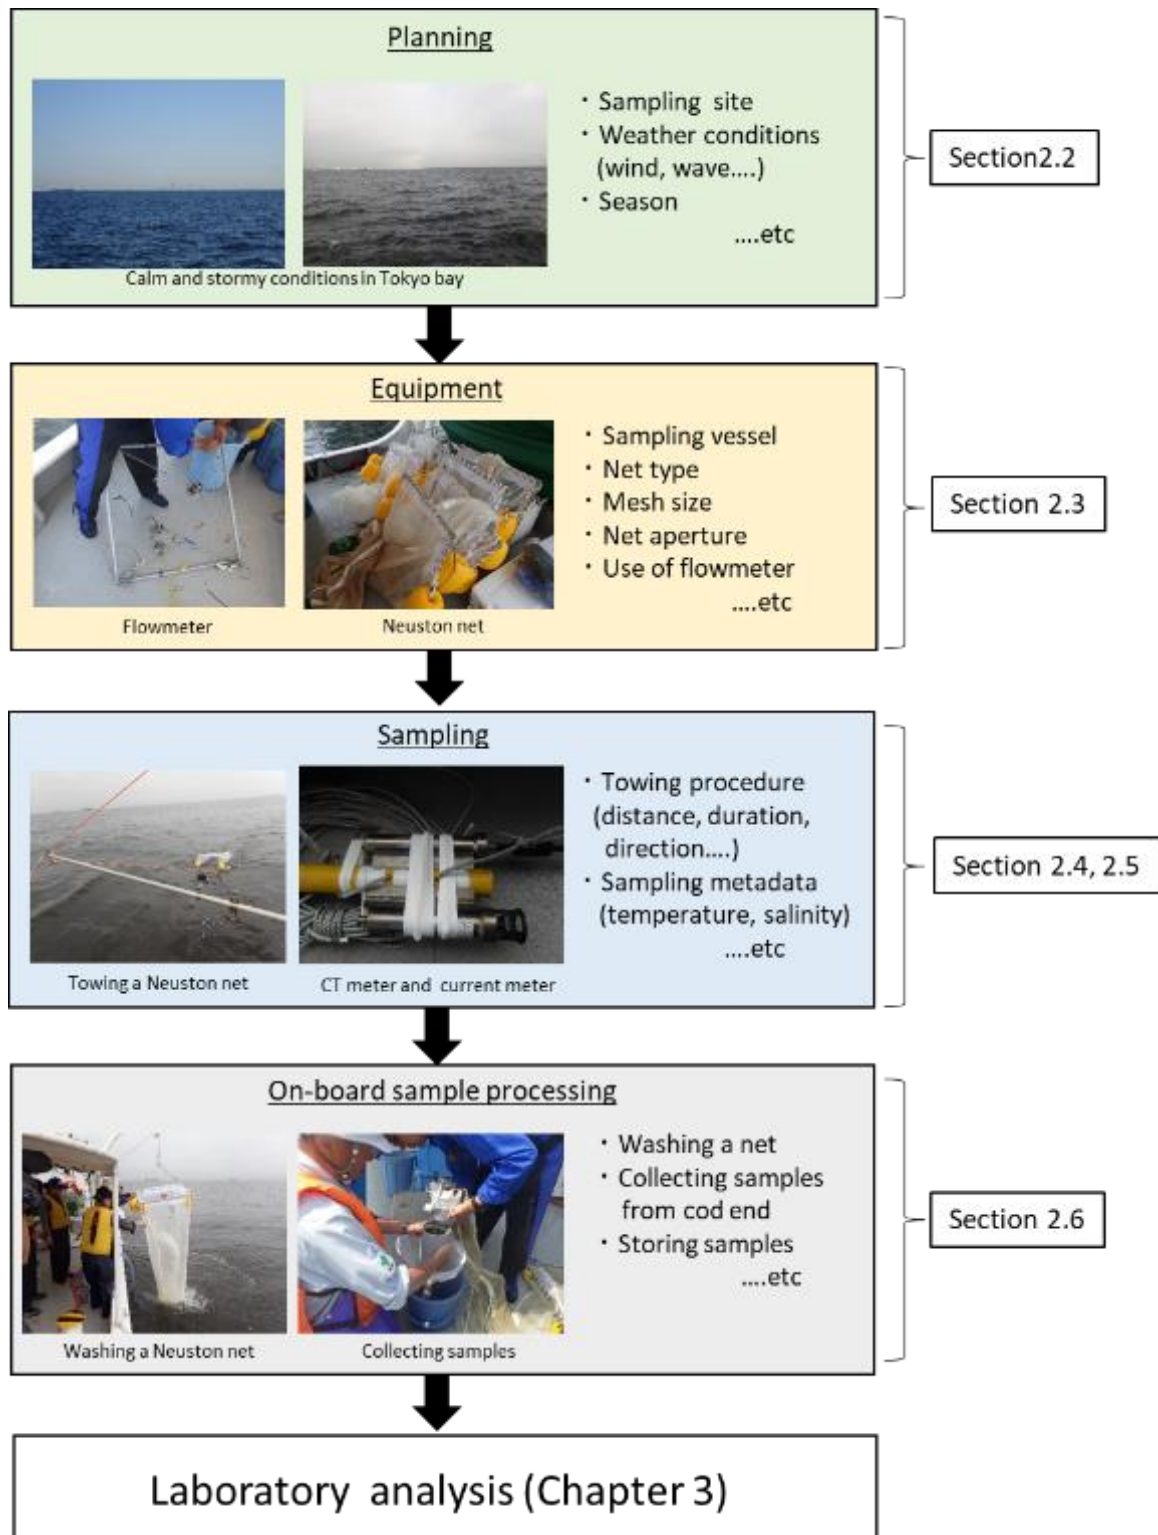 Planning
・Sampling site
・Weather conditions
(wind, wave....)
・Season
....etc
Calm and stormy conditions in Tokyo bay
Section2.2
Equipment
・Sampling vessel
・Net type
・Mesh size
・Net aperture
・Use of flowmeter
....etc
Flowmeter
Neuston net
Section 2.3
Sampling
・Towing procedure
(distance, duration,
direction....)
・Sampling metadata
(temperature, salinity)
....etc
Towing a Neuston net
CT meter and current meter
Section 2.4, 2.5
On-board sample processing
・Washing a net
・Collecting samples
from cod end
・Storing samples
....etc
Washing a Neuston net
Collecting samples
Section 2.6
Laboratory analysis (Chapter 3)